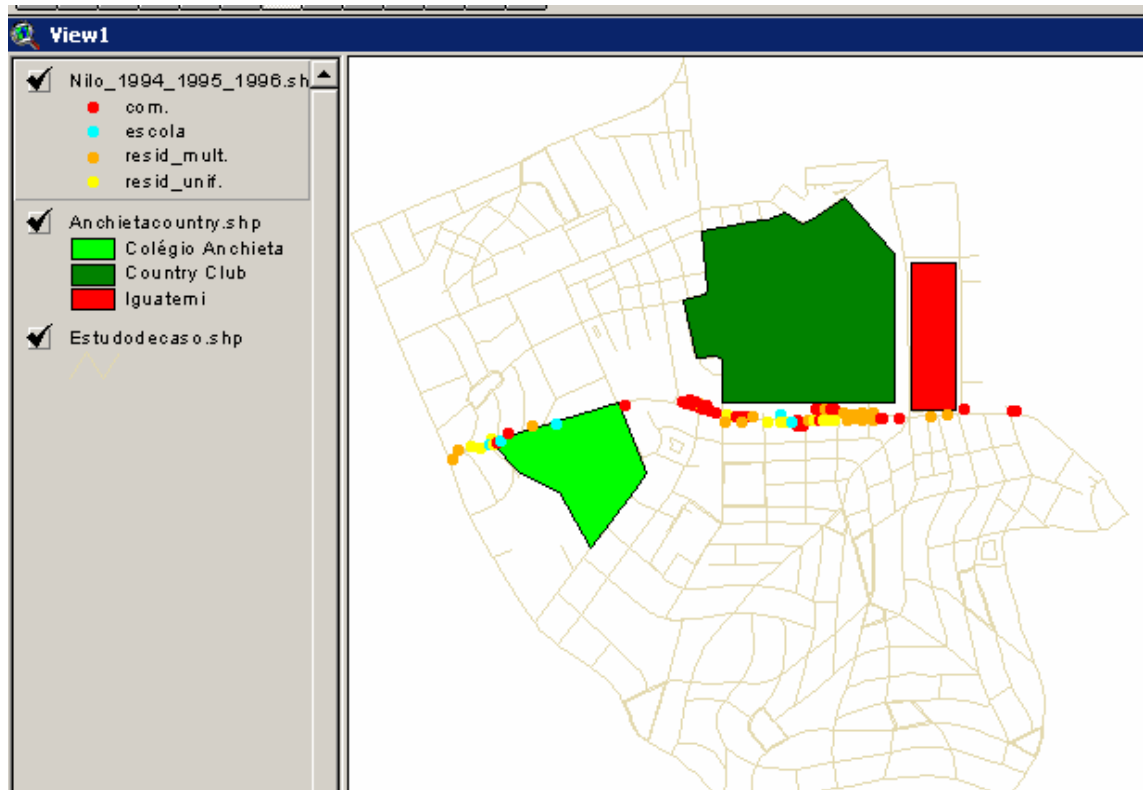 View1
Nilo_1994_1995_1996.sh
com.
escola
resid_mult.
resid_unif.
Anchietacountry.shp
Colégio Anchieta
Country Club
Iguatemi
Estudodecaso.shp